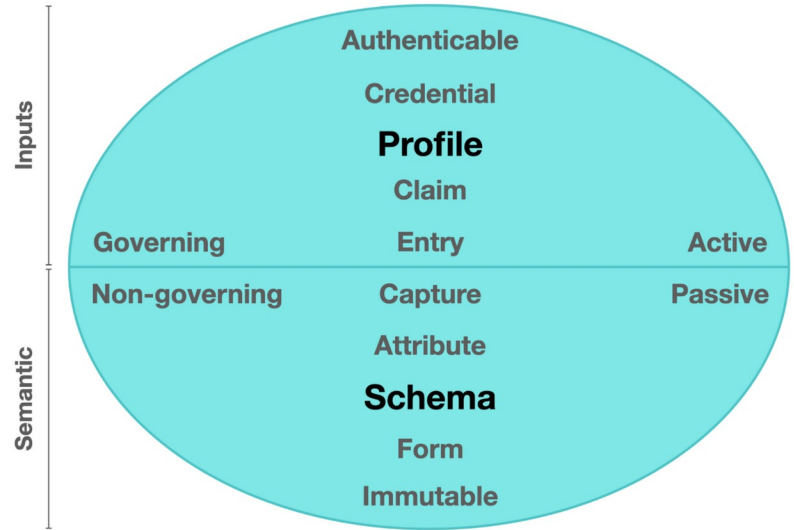 Authenticable
Credential
Profile
Claim
Governing Entry Active
Non-governing Capture Passive
Attribute
Schema
Form
Immutable
Inputs
Semantic